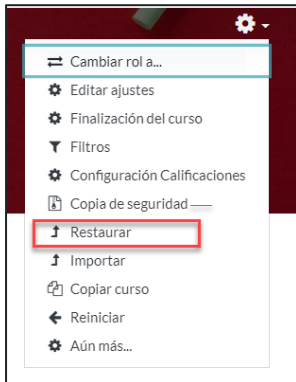 Cambiar rol a...
Editar ajustes
Finalización del curso
Filtros
Configuración Calificaciones
Copia de seguridad
Restaurar
Importar
Copiar curso
Reiniciar
Aún más...